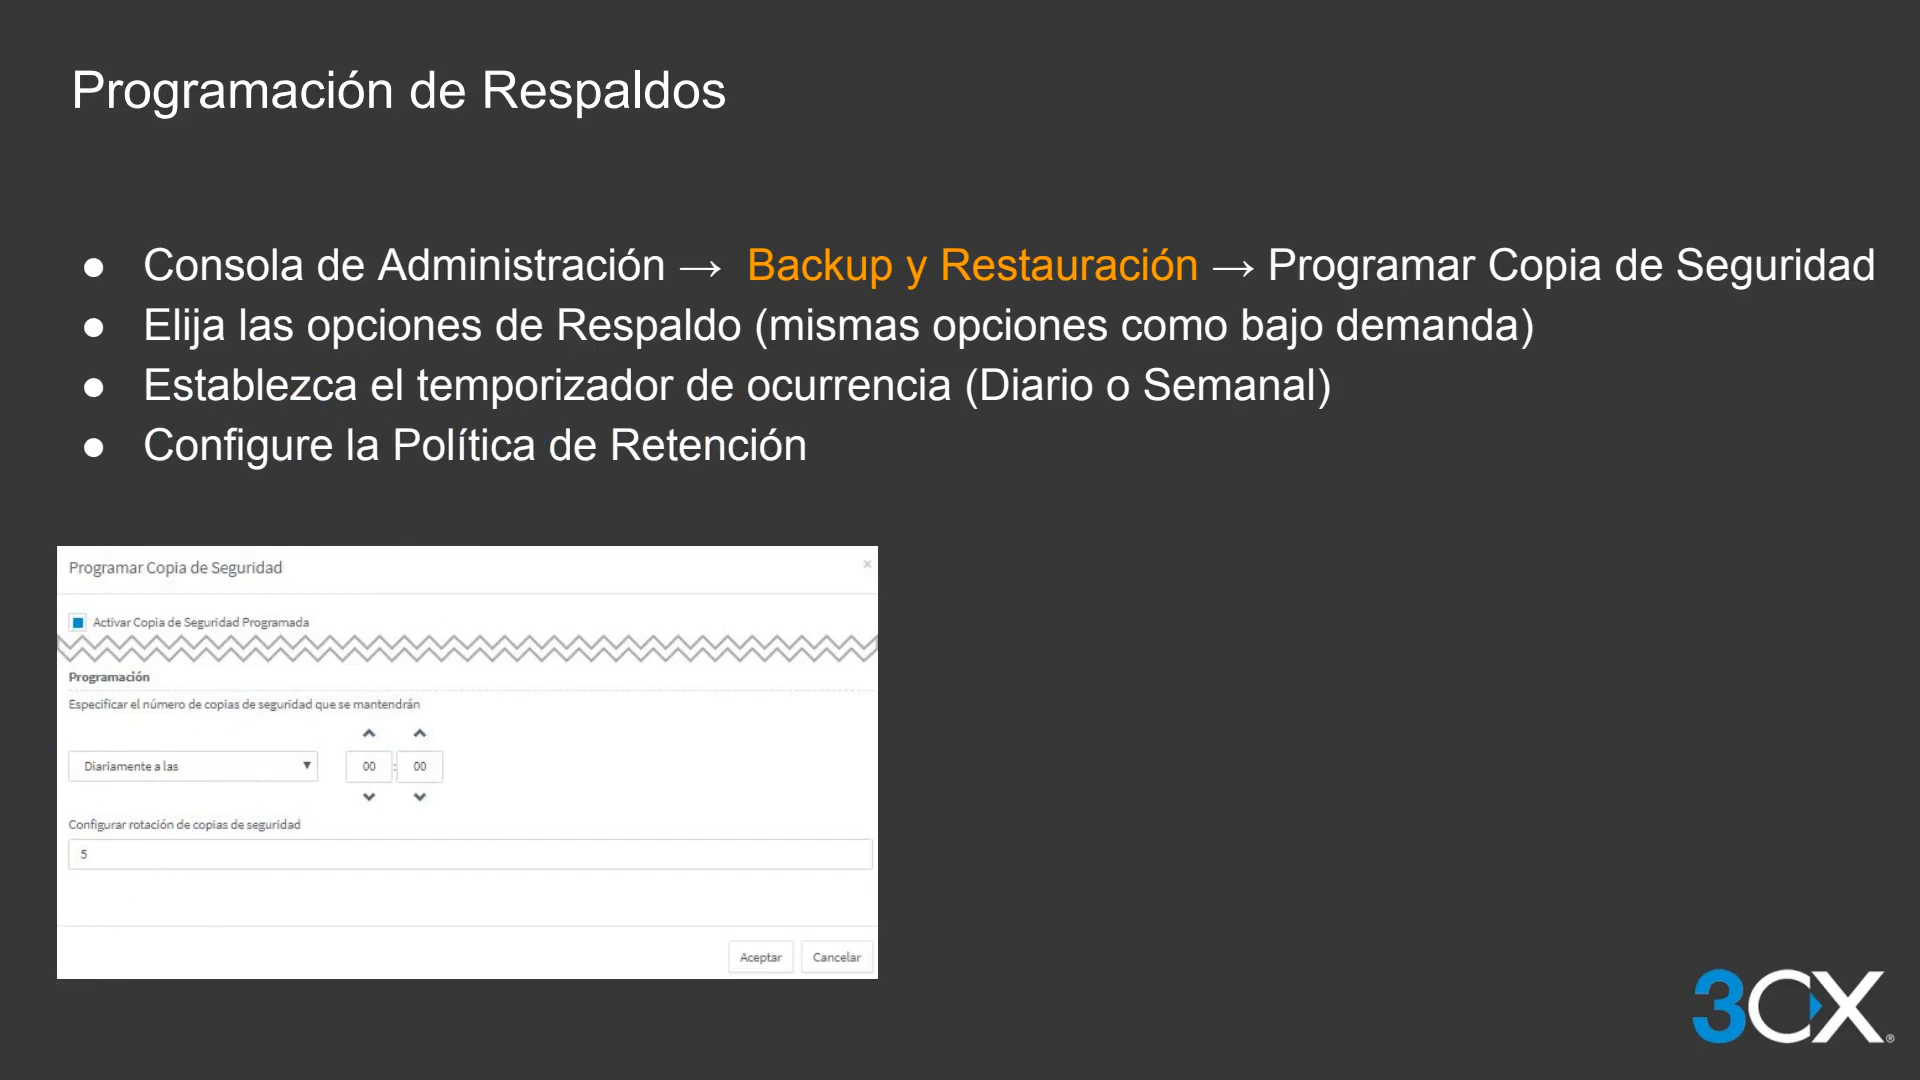 Programación de Respaldos
● Consola de Administración → Backup y Restauración → Programar Copia de Seguridad
● Elija las opciones de Respaldo (mismas opciones como bajo demanda)
● Establezca el temporizador de ocurrencia (Diario o Semanal)
● Configure la Política de Retención
Programar Copia de Seguridad ×
Activar Copia de Seguridad Programada
Programación
Especificar el número de copias de seguridad que se mantendrán
Diariamente a las ▼ 00 : 00
Configurar rotación de copias de seguridad
5
Aceptar Cancelar
3CX®